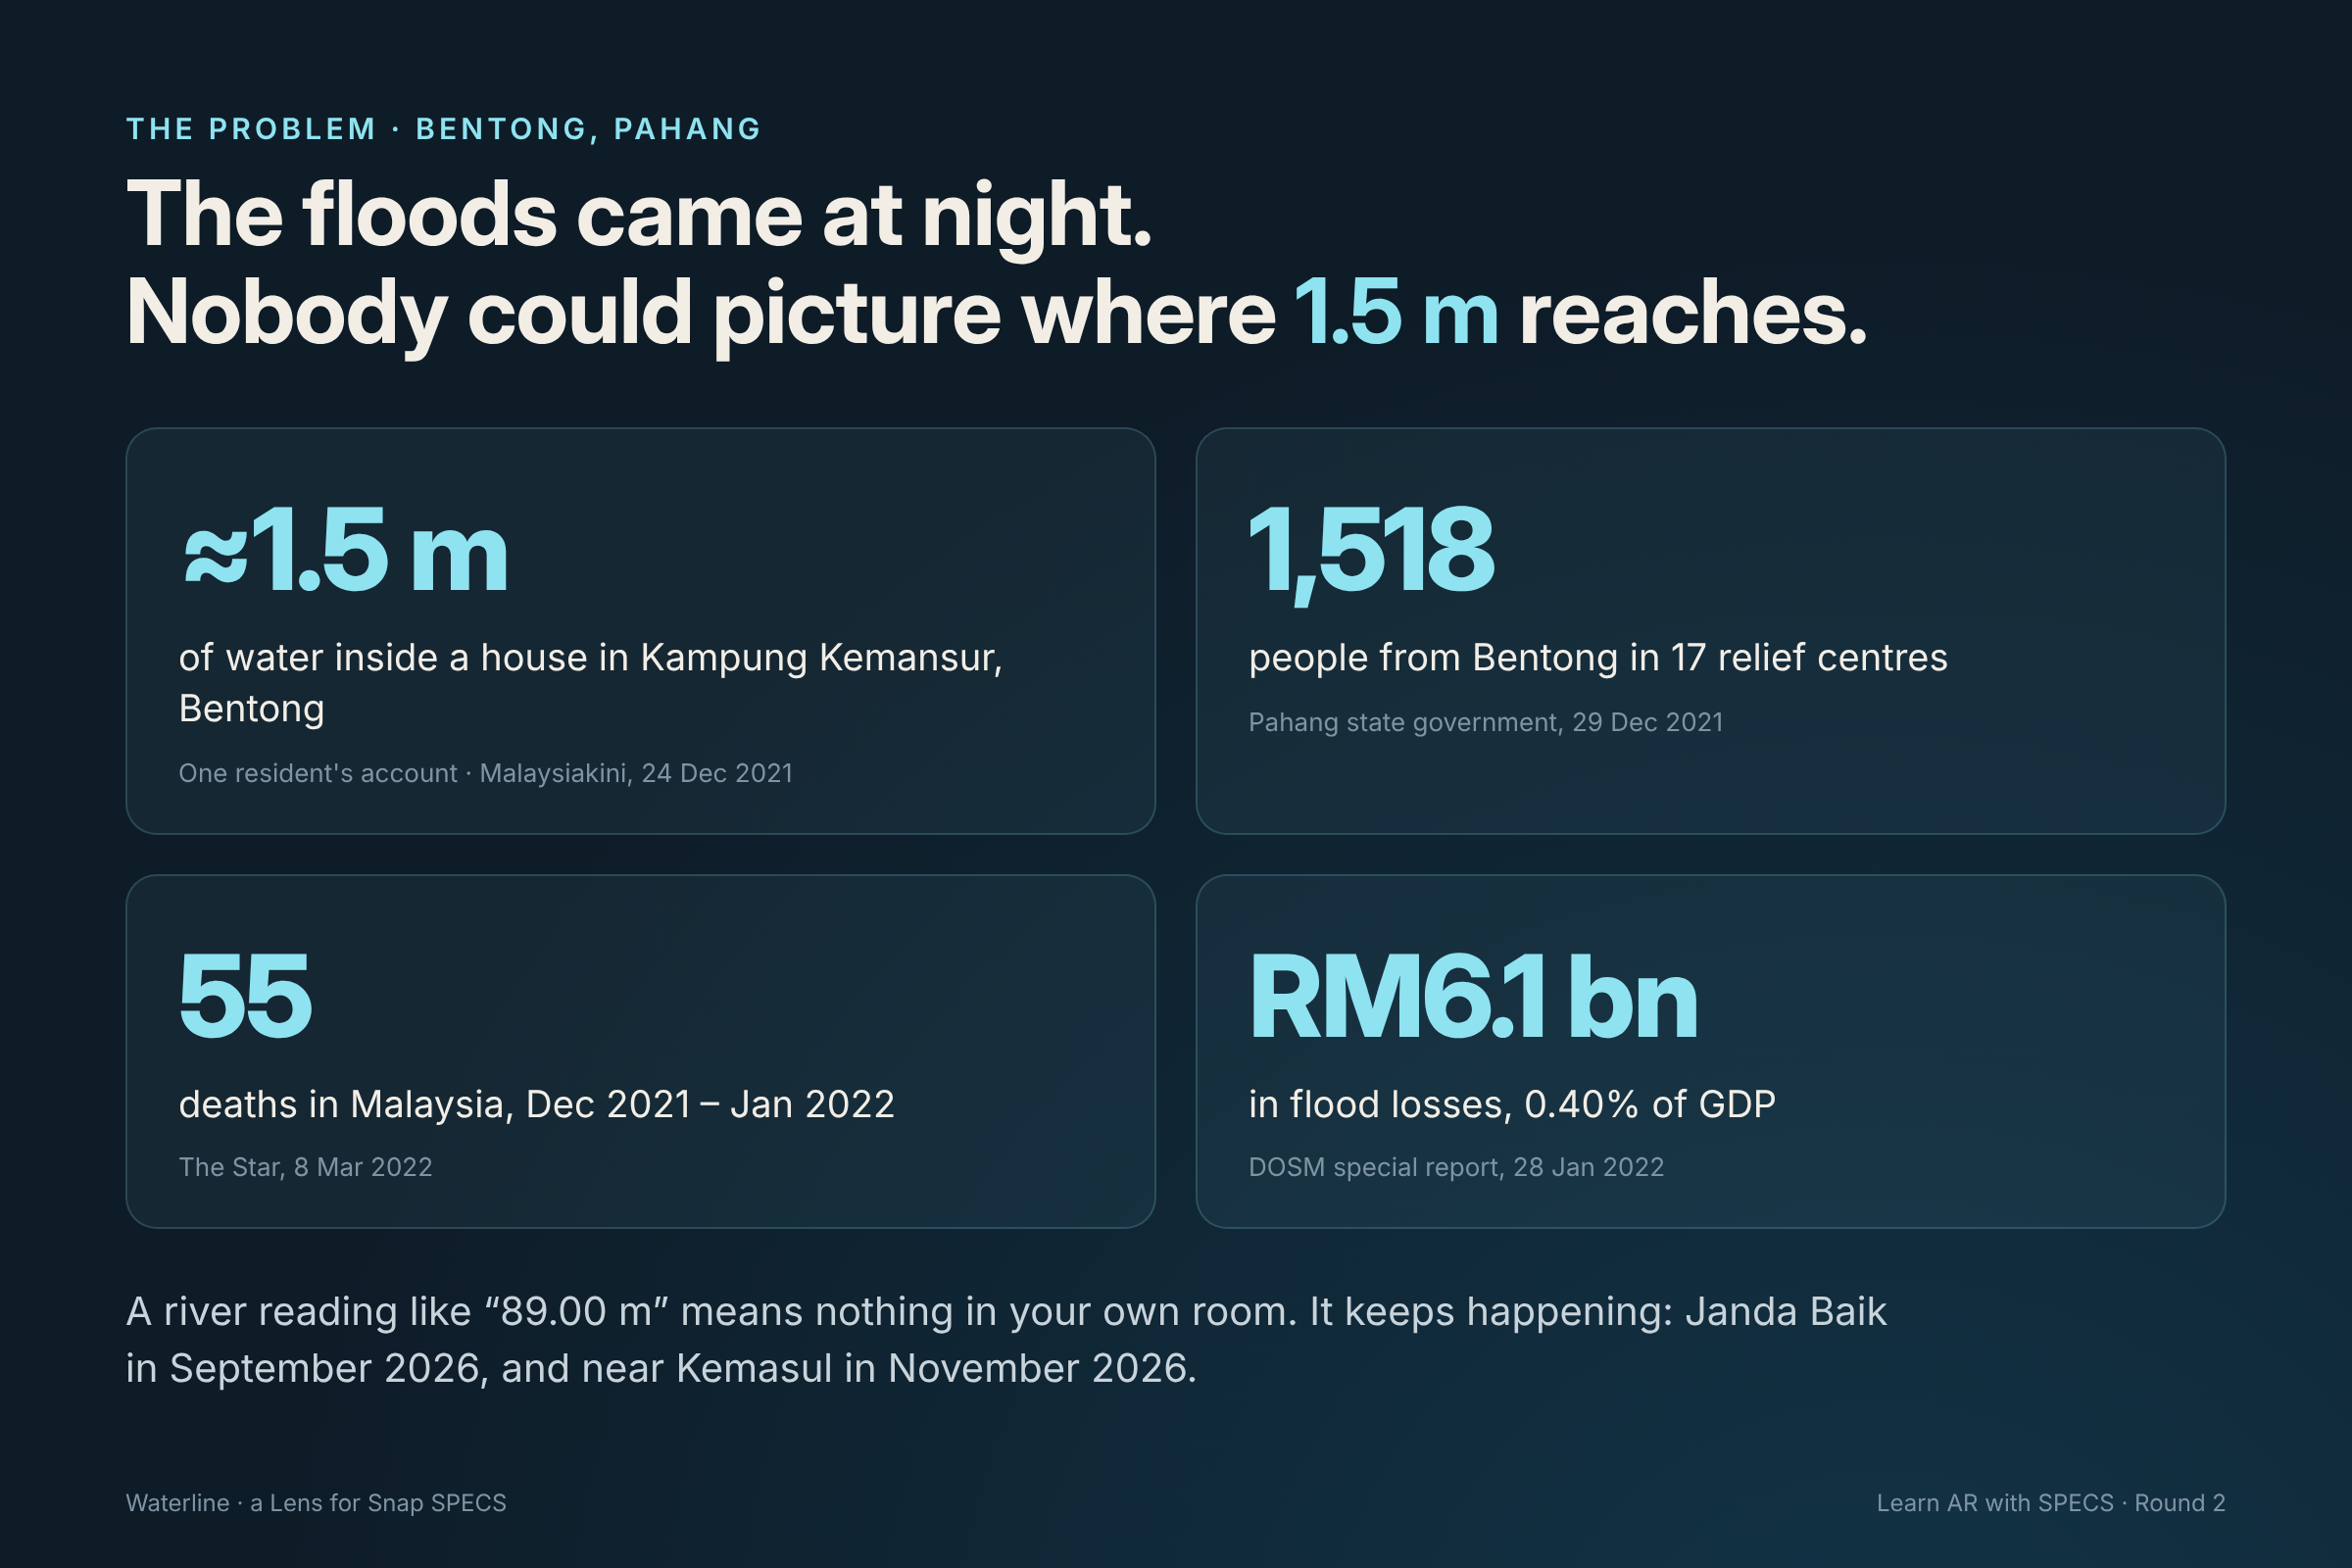 THE PROBLEM · BENTONG, PAHANG
The floods came at night.
Nobody could picture where 1.5 m reaches.
≈1.5 m
of water inside a house in Kampung Kemansur,
Bentong
One resident's account · Malaysiakini, 24 Dec 2021
1,518
people from Bentong in 17 relief centres
Pahang state government, 29 Dec 2021
55
deaths in Malaysia, Dec 2021 – Jan 2022
The Star, 8 Mar 2022
RM6.1 bn
in flood losses, 0.40% of GDP
DOSM special report, 28 Jan 2022
A river reading like “89.00 m” means nothing in your own room. It keeps happening: Janda Baik
in September 2026, and near Kemasul in November 2026.
Waterline · a Lens for Snap SPECS
Learn AR with SPECS · Round 2